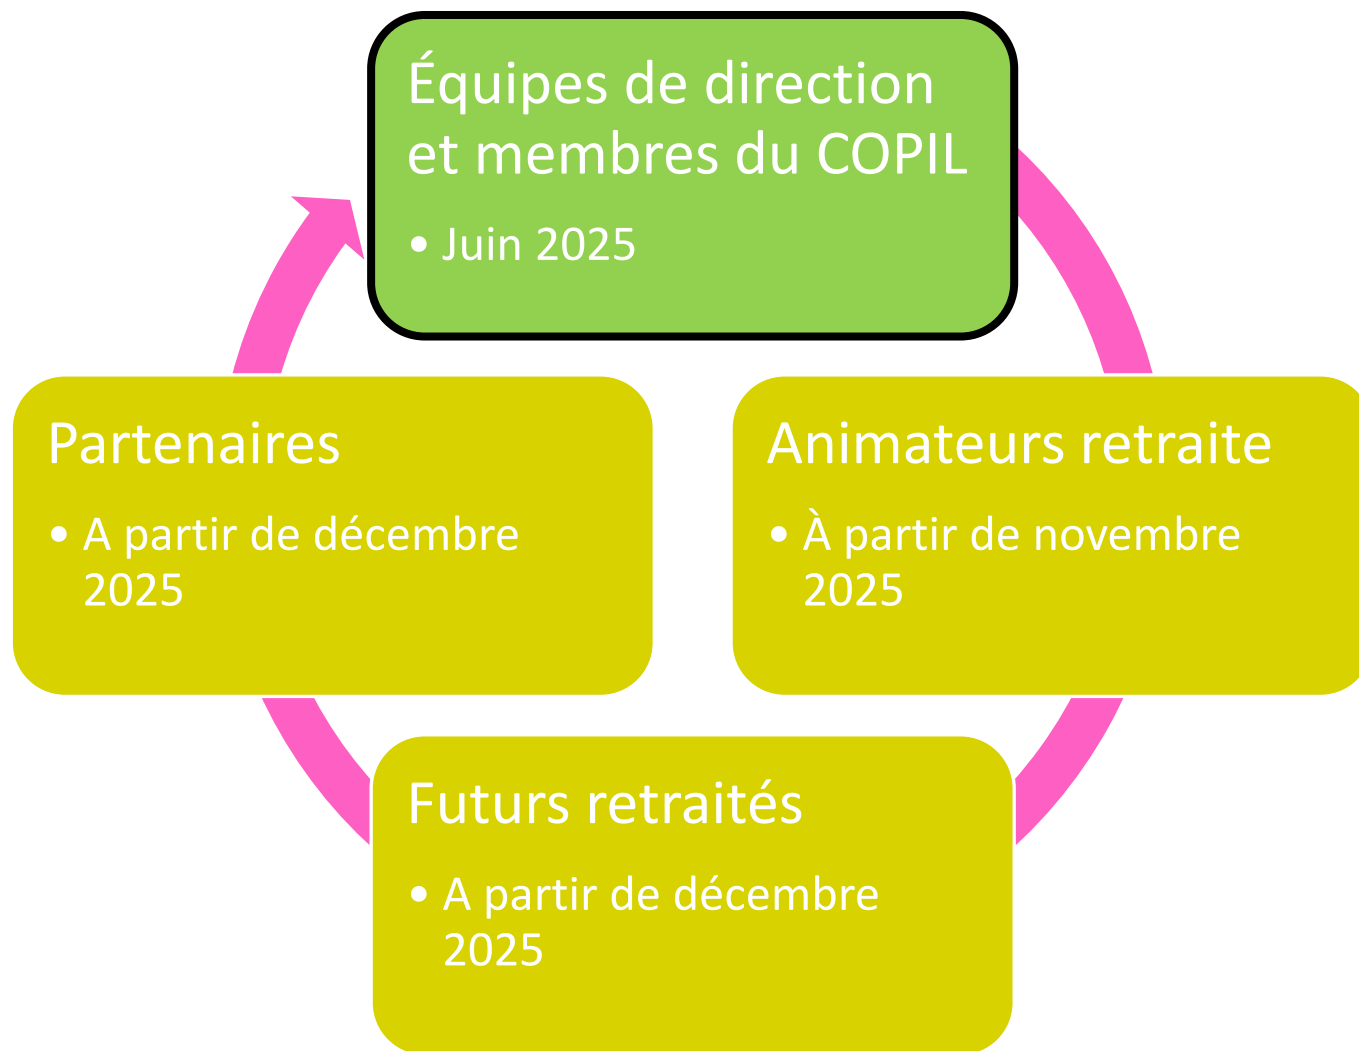 Équipes de direction
et membres du COPIL
• Juin 2025
Animateurs retraite
• À partir de novembre
2025
Futurs retraités
• A partir de décembre
2025
Partenaires
• A partir de décembre
2025